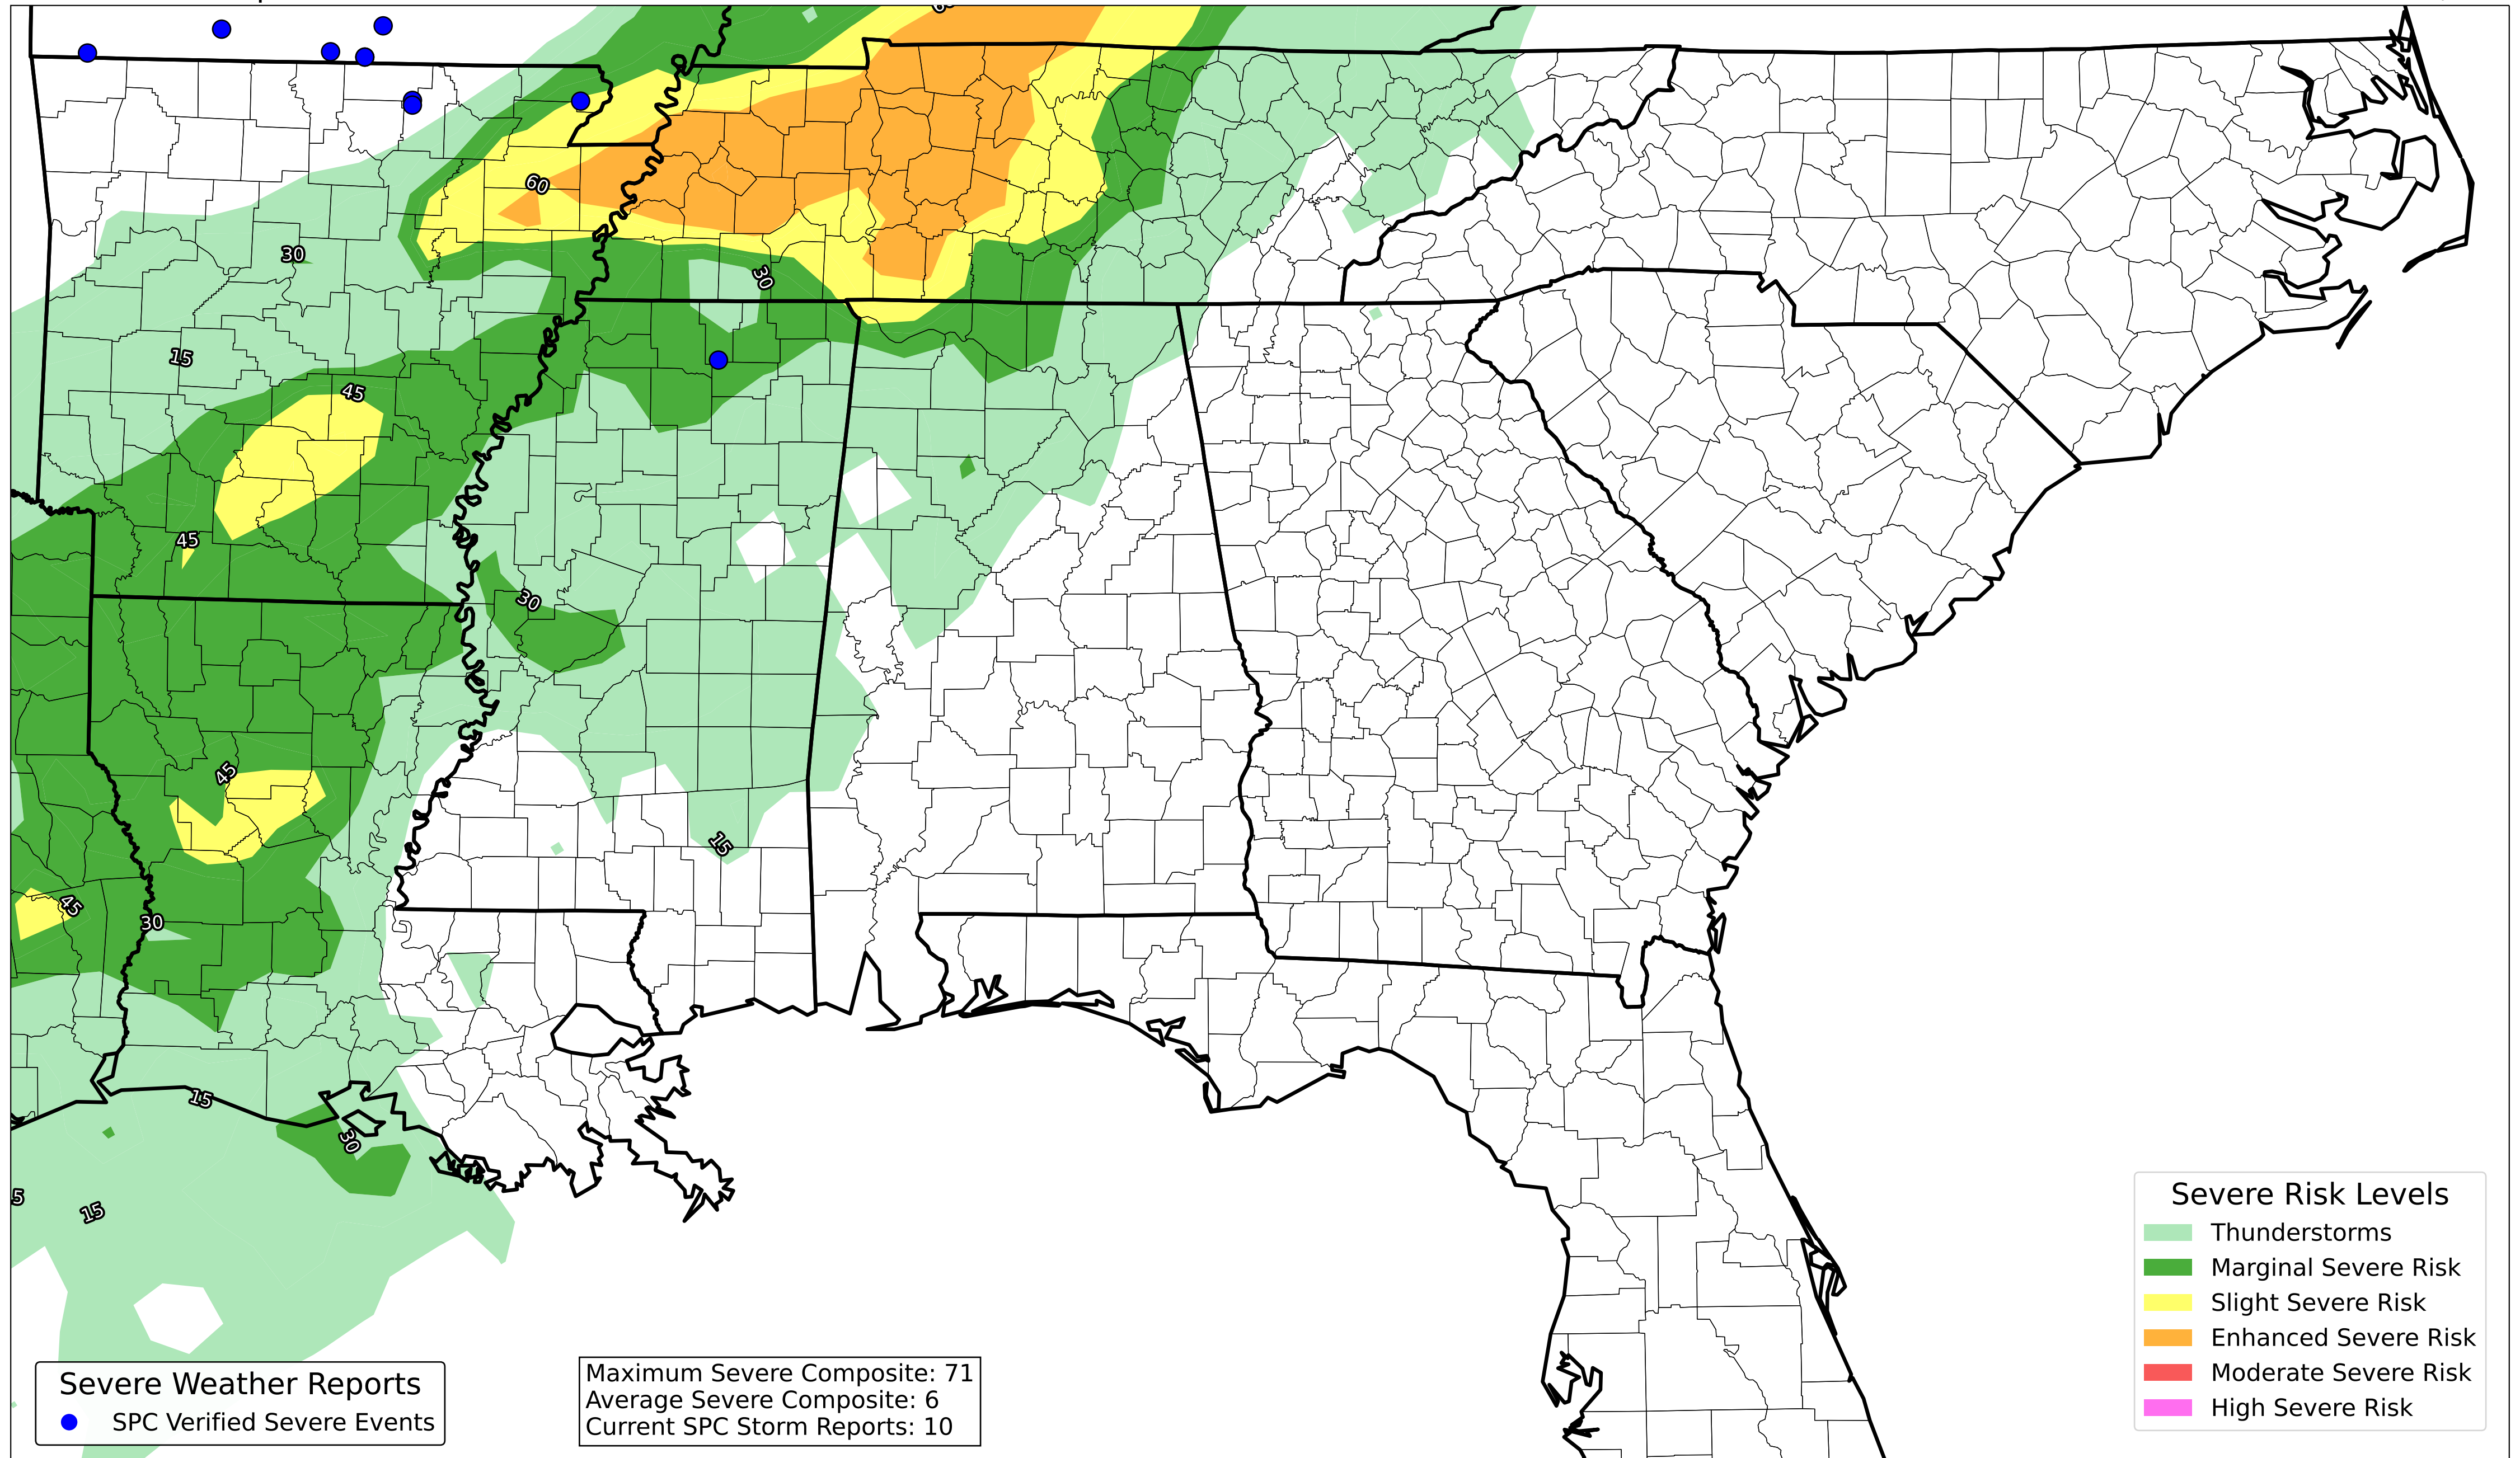 60
30
30
15
45
45
30
45
45
30
15
15
30
5
15
Severe Risk Levels
Thunderstorms
Marginal Severe Risk
Slight Severe Risk
Enhanced Severe Risk
Moderate Severe Risk
High Severe Risk
Severe Weather Reports
SPC Verified Severe Events
Maximum Severe Composite: 71
Average Severe Composite: 6
Current SPC Storm Reports: 10